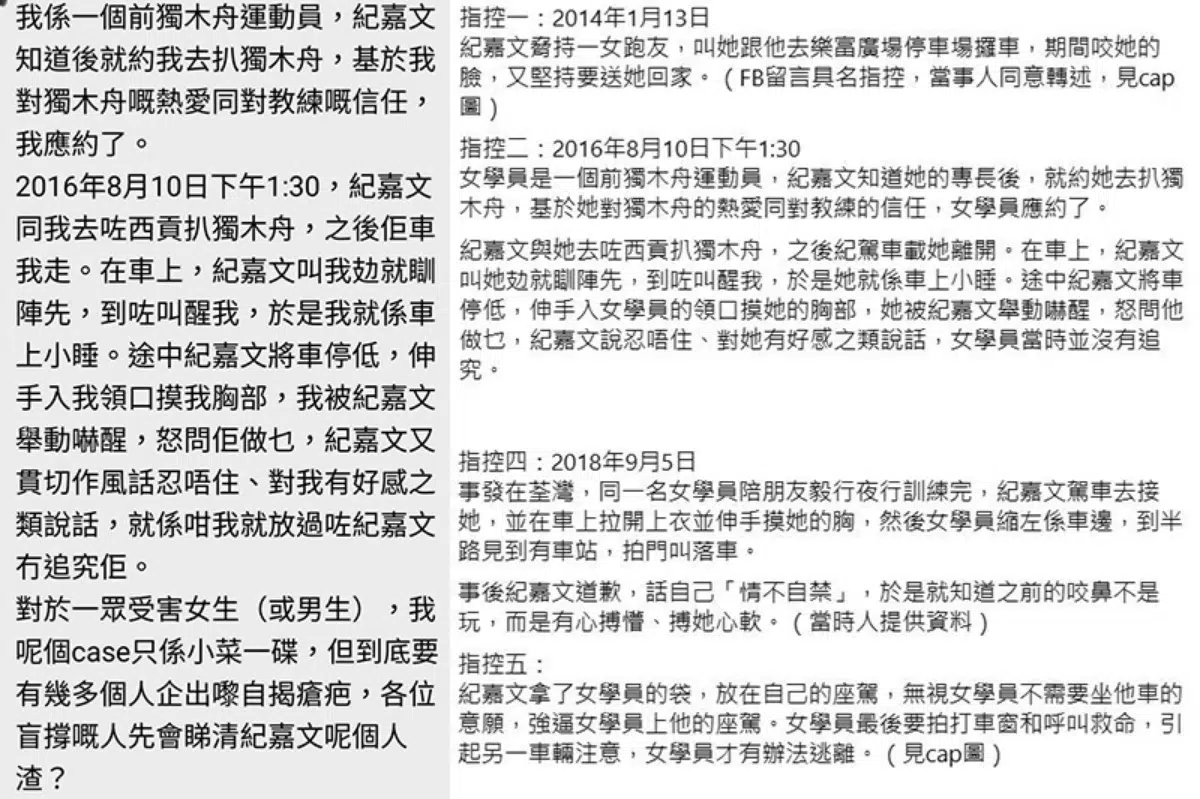 我係一個前獨木舟運動員，紀嘉文
知道後就約我去扒獨木舟，基於我
對獨木舟嘅熱愛同對教練嘅信任，
我應約了。
2016年8月10日下午1:30，紀嘉文
同我去咗西貢扒獨木舟，之後佢車
我走。在車上，紀嘉文叫我攰就瞓
陣先，到咗叫醒我，於是我就係車
上小睡。途中紀嘉文將車停低，伸
手入我領口摸我胸部，我被紀嘉文
舉動嚇醒，怒問佢做乜，紀嘉文又
貫切作風話忍唔住、對我有好感之
類說話，就係咁我就放過咗紀嘉文
冇追究佢。
對於一眾受害女生（或男生），我
呢個case只係小菜一碟，但到底要
有幾多個人企出嚟自揭瘡疤，各位
盲撐嘅人先會睇清紀嘉文呢個人
渣？
指控一：2014年1月13日
紀嘉文脅持一女跑友，叫她跟他去樂富廣場停車場攞車，期間咬她的
臉，又堅持要送她回家。（FB留言具名指控，當事人同意轉述，見cap
圖）
指控二：2016年8月10日下午1:30
女學員是一個前獨木舟運動員，紀嘉文知道她的專長後，就約她去扒獨
木舟，基於她對獨木舟的熱愛同對教練的信任，女學員應約了。
紀嘉文與她去咗西貢扒獨木舟，之後紀駕車載她離開。在車上，紀嘉文
叫她攰就瞓陣先，到咗叫醒我，於是她就係車上小睡。途中紀嘉文將車
停低，伸手入女學員的領口摸她的胸部，她被紀嘉文舉動嚇醒，怒問他
做乜，紀嘉文說忍唔住、對她有好感之類說話，女學員當時並沒有追
究。
指控四：2018年9月5日
事發在荃灣，同一名女學員陪朋友毅行夜行訓練完，紀嘉文駕車去接
她，並在車上拉開上衣並伸手摸她的胸，然後女學員縮左係車邊，到半
路見到有車站，拍門叫落車。
事後紀嘉文道歉，話自己「情不自禁」，於是就知道之前的咬鼻不是
玩，而是有心搏懵、搏她心軟。（當時人提供資料）
指控五：
紀嘉文拿了女學員的袋，放在自己的座駕，無視女學員不需要坐他車的
意願，強逼女學員上他的座駕。女學員最後要拍打車窗和呼叫救命，引
起另一車輛注意，女學員才有辦法逃離。（見cap圖）